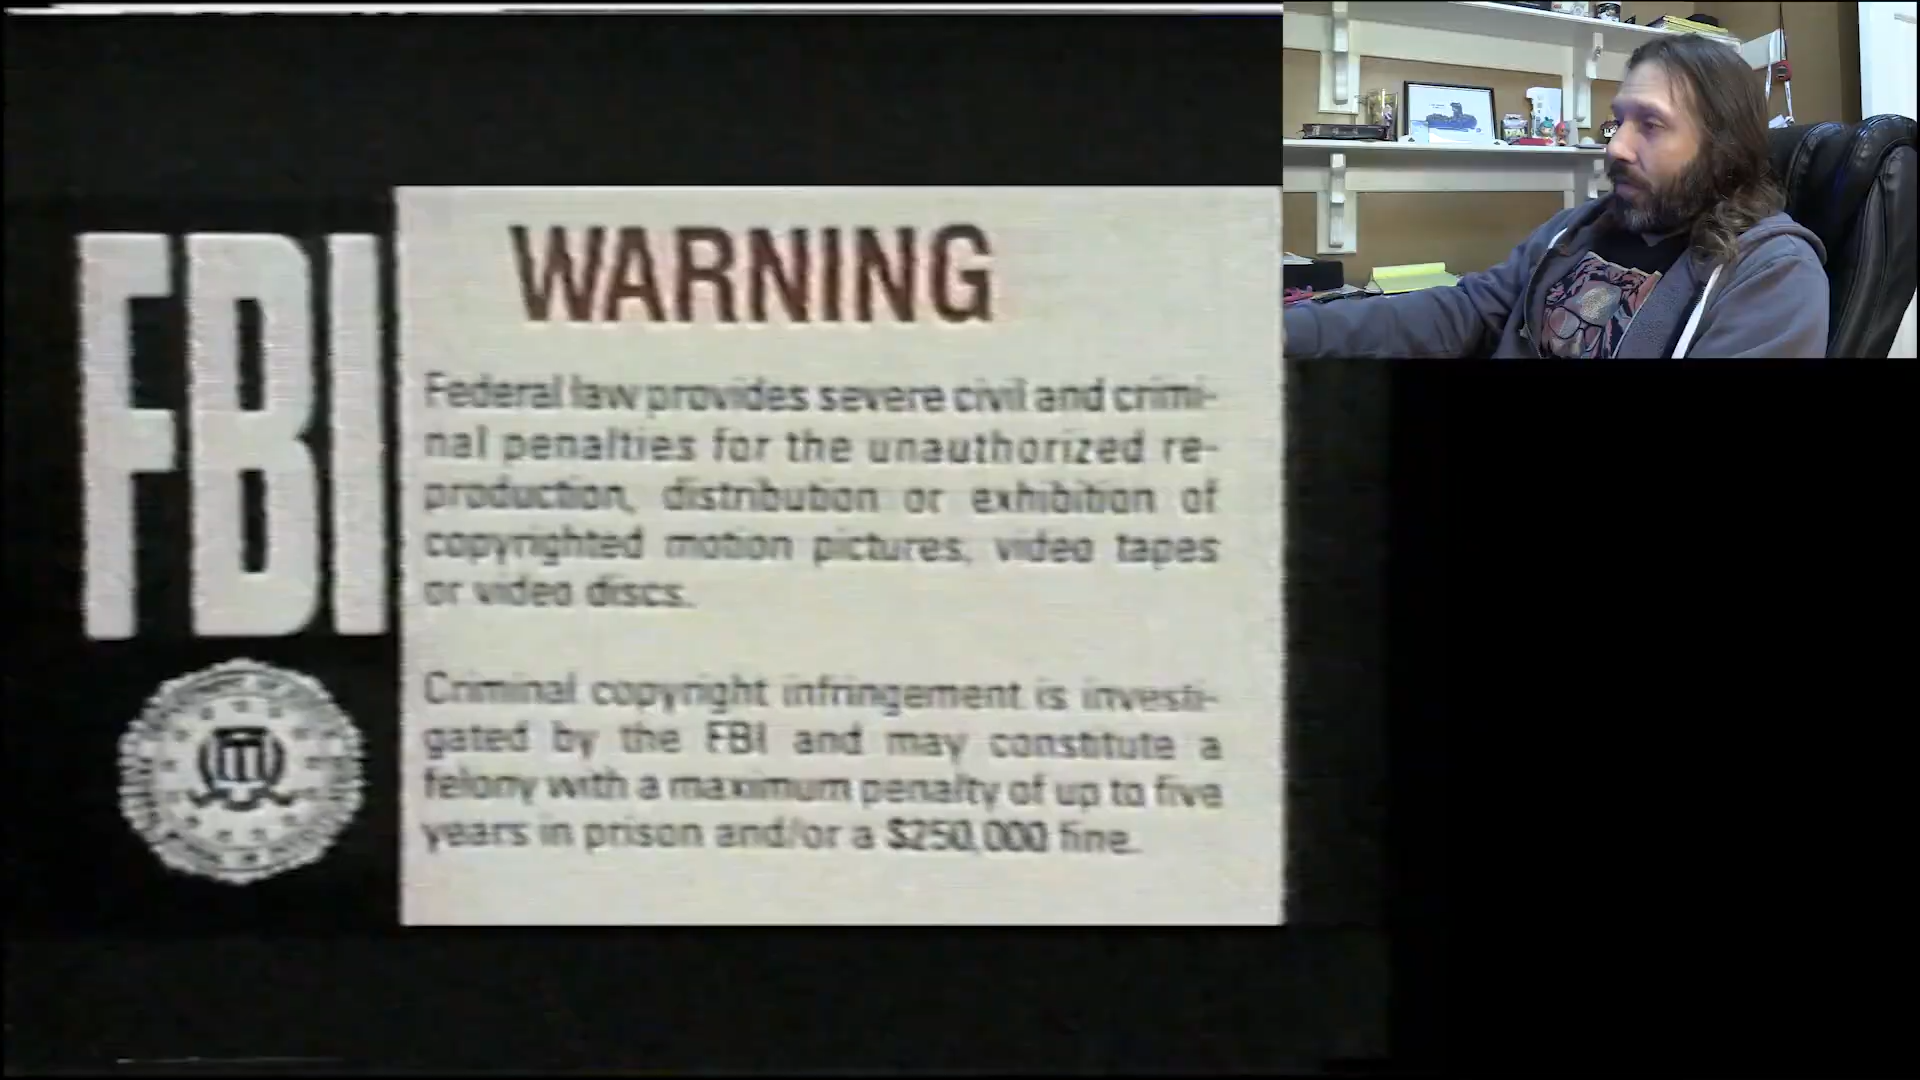 FBI
WARNING
Federal law provides severe civil and crimi-
nal penalties for the unauthorized re-
production, distribution or exhibition of
copyrighted motion pictures, video tapes
or video discs.
Criminal copyright infringement is investi-
gated by the FBI and may constitute a
felony with a maximum penalty of up to five
years in prison and/or a $250,000 fine.